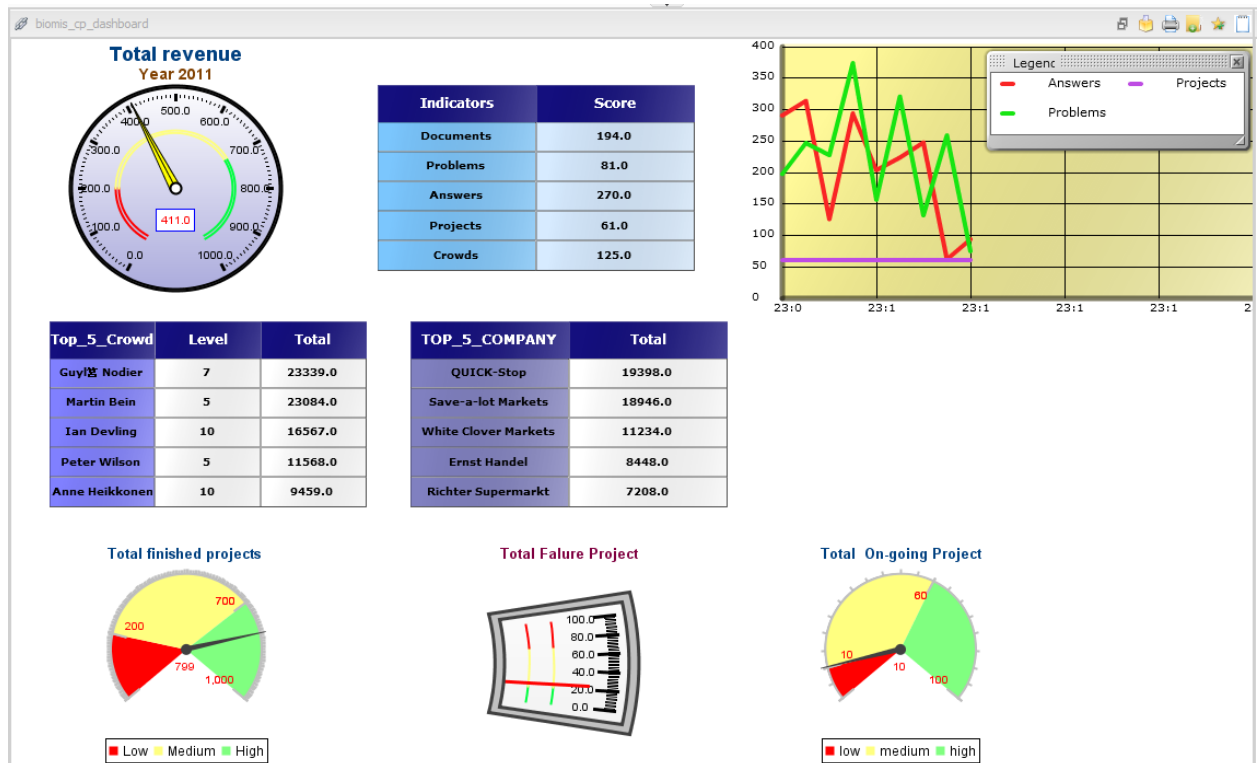 biomis_cp_dashboard
Total revenue
Year 2011
0.0
100.0
200.0
300.0
400.0
500.0
600.0
700.0
800.0
900.0
1000.0
411.0
Indicators Score
Documents 194.0
Problems 81.0
Answers 270.0
Projects 61.0
Crowds 125.0
400
350
300
250
200
150
100
50
0
23:0 23:1 23:1 23:1 23:1 2
Legenc
Answers Projects
Problems
Top_5_Crowd Level Total
Guyl笃 Nodier 7 23339.0
Martin Bein 5 23084.0
Ian Devling 10 16567.0
Peter Wilson 5 11568.0
Anne Heikkonen 10 9459.0
TOP_5_COMPANY Total
QUICK-Stop 19398.0
Save-a-lot Markets 18946.0
White Clover Markets 11234.0
Ernst Handel 8448.0
Richter Supermarkt 7208.0
Total finished projects
200
700
799
1,000
Low Medium High
Total Falure Project
100.0
80.0
60.0
40.0
20.0
0.0
Total On-going Project
60
10
10
100
low medium high